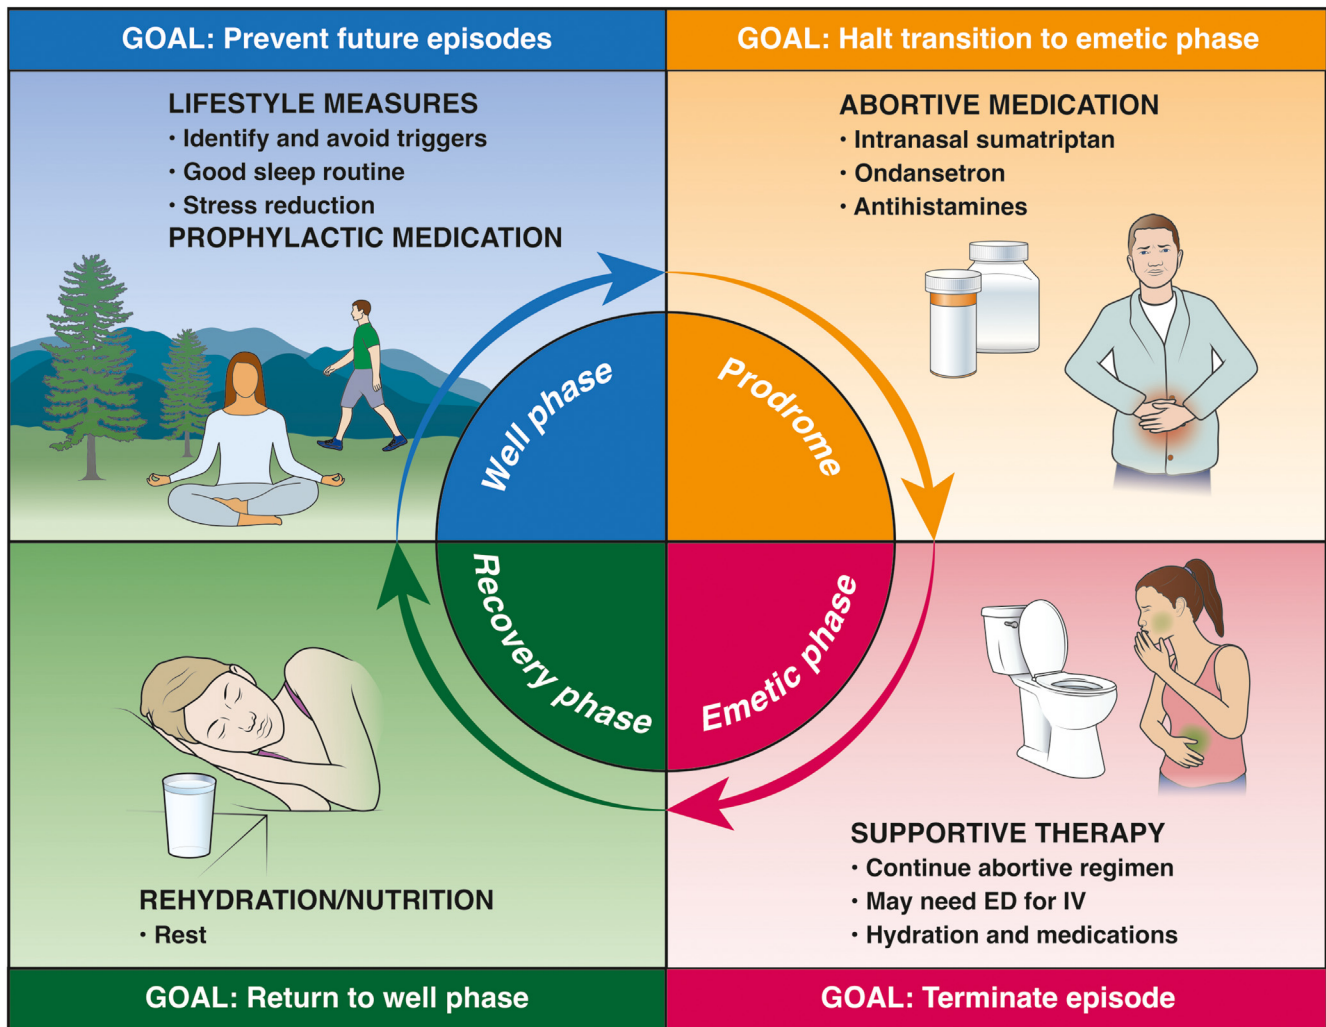 GOAL: Prevent future episodes
LIFESTYLE MEASURES
· Identify and avoid triggers
· Good sleep routine
· Stress reduction
PROPHYLACTIC MEDICATION
GOAL: Halt transition to emetic phase
ABORTIVE MEDICATION
· Intranasal sumatriptan
· Ondansetron
· Antihistamines
Well phase
Prodrome
Recovery phase
Emetic phase
REHYDRATION/NUTRITION
· Rest
GOAL: Return to well phase
SUPPORTIVE THERAPY
· Continue abortive regimen
· May need ED for IV
· Hydration and medications
GOAL: Terminate episode